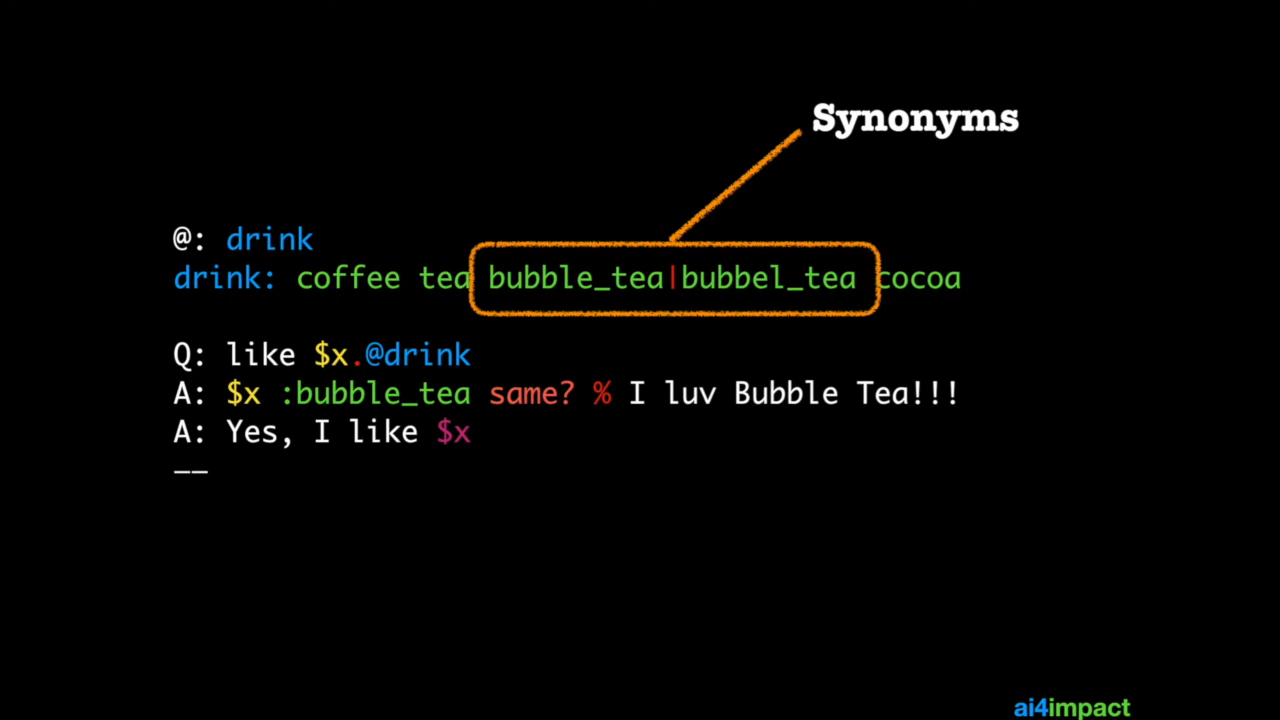 Synonyms
@: drink
drink: coffee tea bubble_tea|bubbel_tea cocoa
Q: like $x.@drink
A: $x :bubble_tea same? % I luv Bubble Tea!!!
A: Yes, I like $x
——
ai4impact